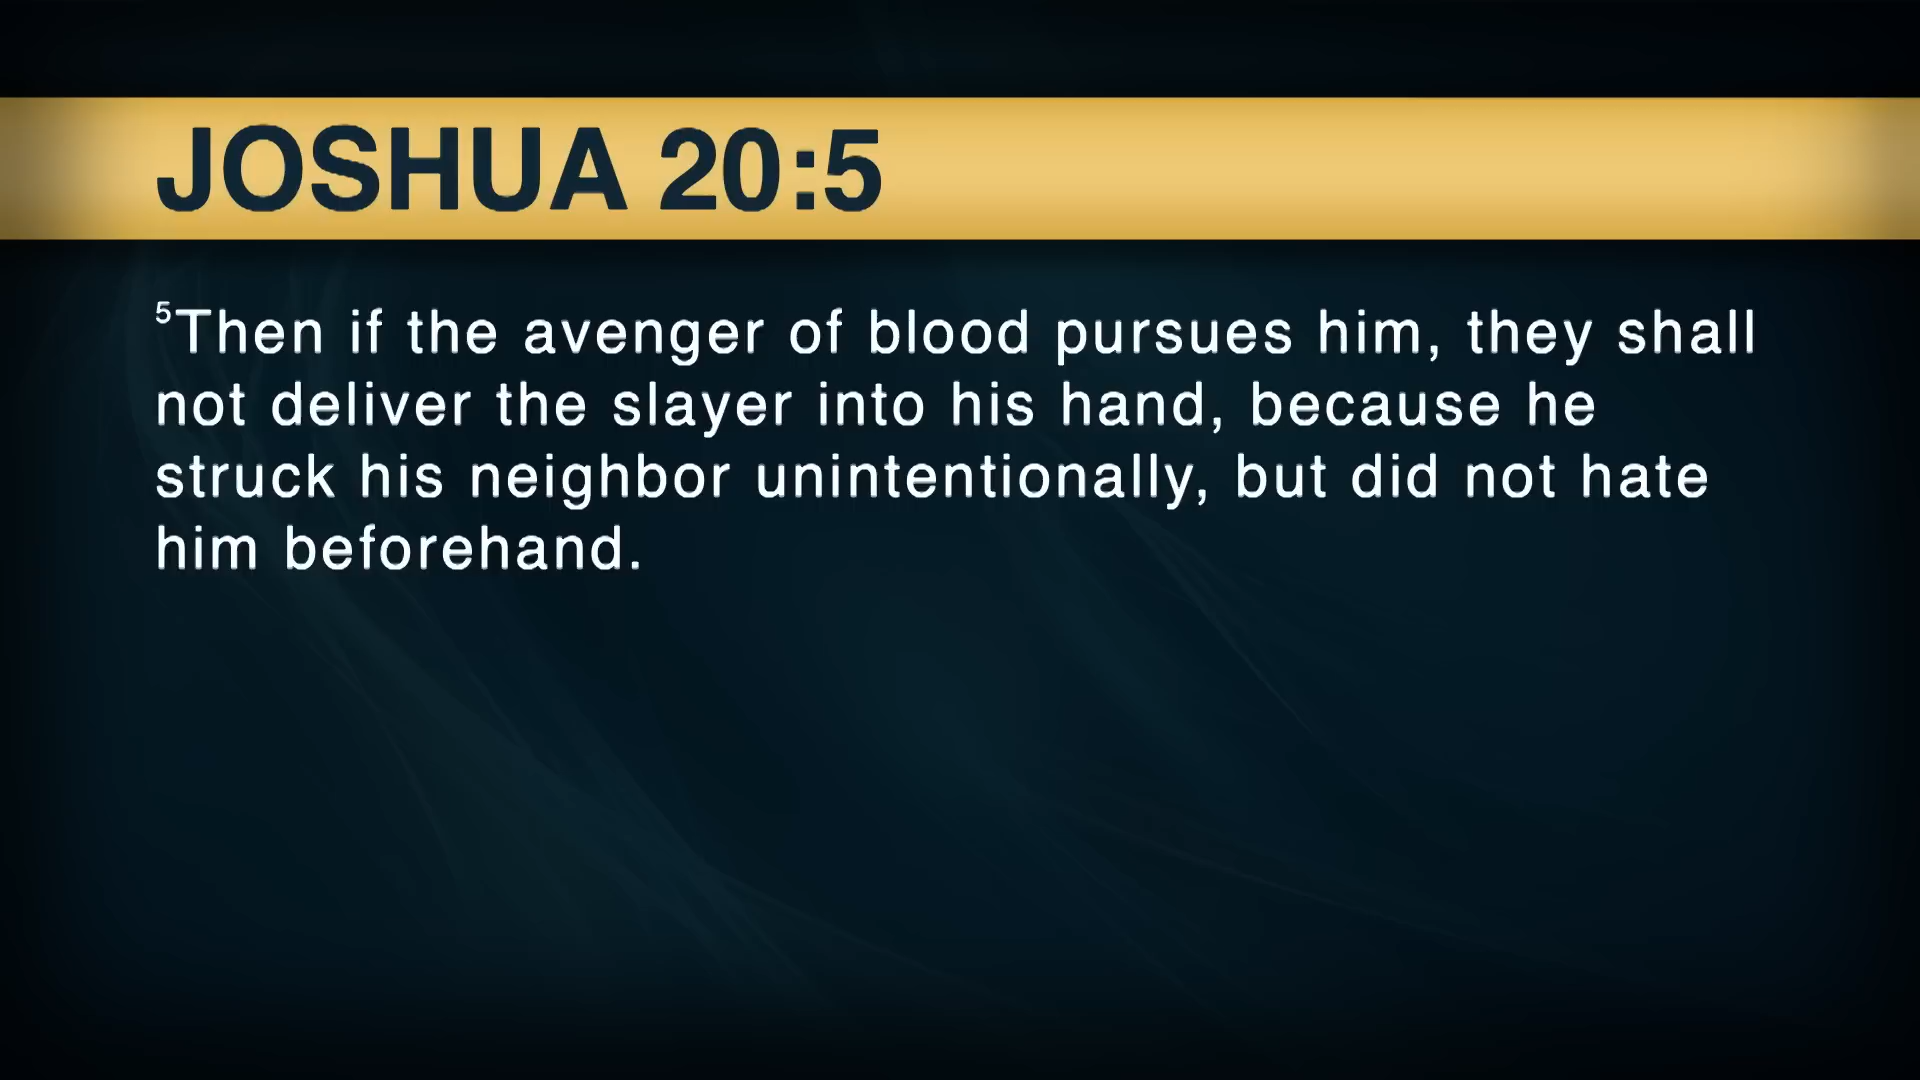 JOSHUA 20:5
⁵Then if the avenger of blood pursues him, they shall
not deliver the slayer into his hand, because he
struck his neighbor unintentionally, but did not hate
him beforehand.